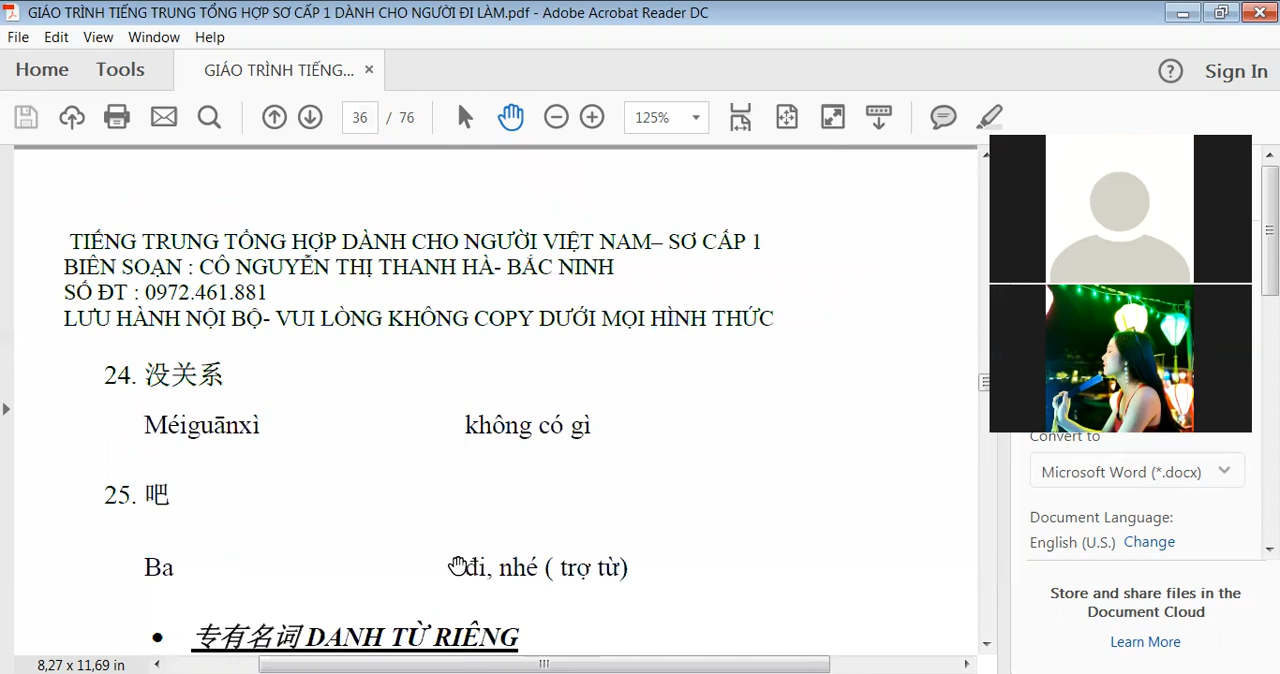 GIÁO TRÌNH TIẾNG TRUNG TỔNG HỢP SƠ CẤP 1 DÀNH CHO NGƯỜI ĐI LÀM.pdf - Adobe Acrobat Reader DC
File Edit View Window Help
Home Tools GIÁO TRÌNH TIẾNG... × ? Sign In
36 / 76 125%
TIẾNG TRUNG TỔNG HỢP DÀNH CHO NGƯỜI VIỆT NAM– SƠ CẤP 1
BIÊN SOẠN : CÔ NGUYỄN THỊ THANH HÀ- BẮC NINH
SỐ ĐT : 0972.461.881
LƯU HÀNH NỘI BỘ- VUI LÒNG KHÔNG COPY DƯỚI MỌI HÌNH THỨC
24. 没关系
Méiguānxì không có gì
25. 吧
Ba đi, nhé ( trợ từ)
• 专有名词 DANH TỪ RIÊNG
8,27 x 11,69 in
Convert to
Microsoft Word (*.docx)
Document Language:
English (U.S.) Change
Store and share files in the
Document Cloud
Learn More